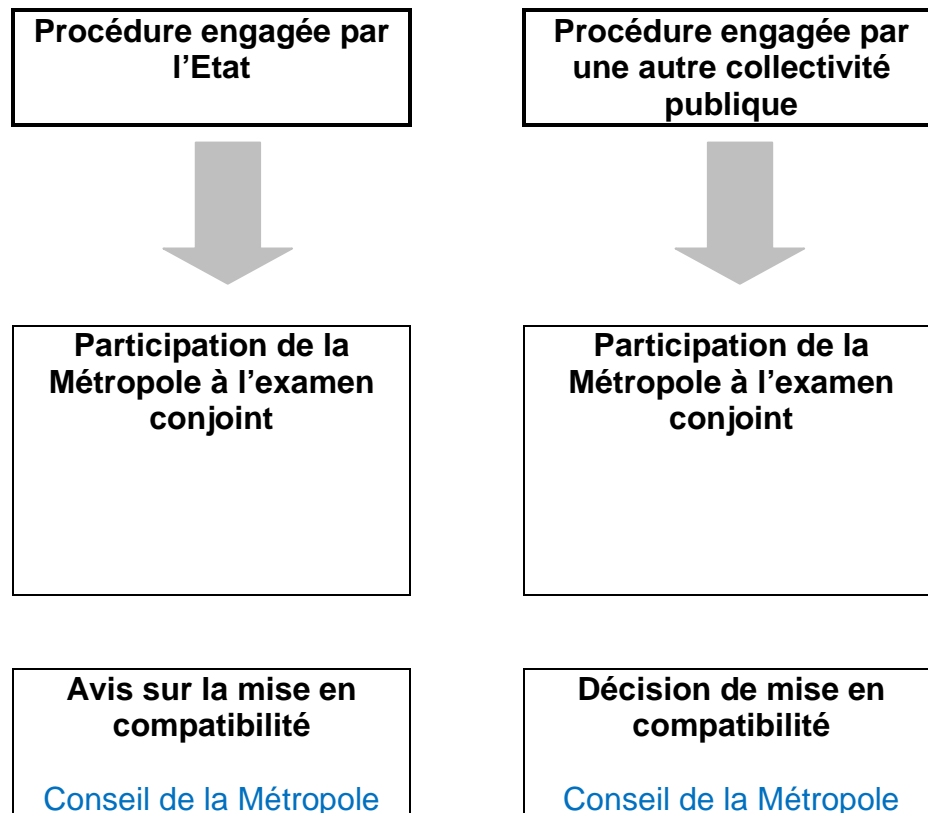 Procédure engagée par
l’Etat
Procédure engagée par
une autre collectivité
publique
Participation de la
Métropole à l’examen
conjoint
Participation de la
Métropole à l’examen
conjoint
Avis sur la mise en
compatibilité
Conseil de la Métropole
Décision de mise en
compatibilité
Conseil de la Métropole